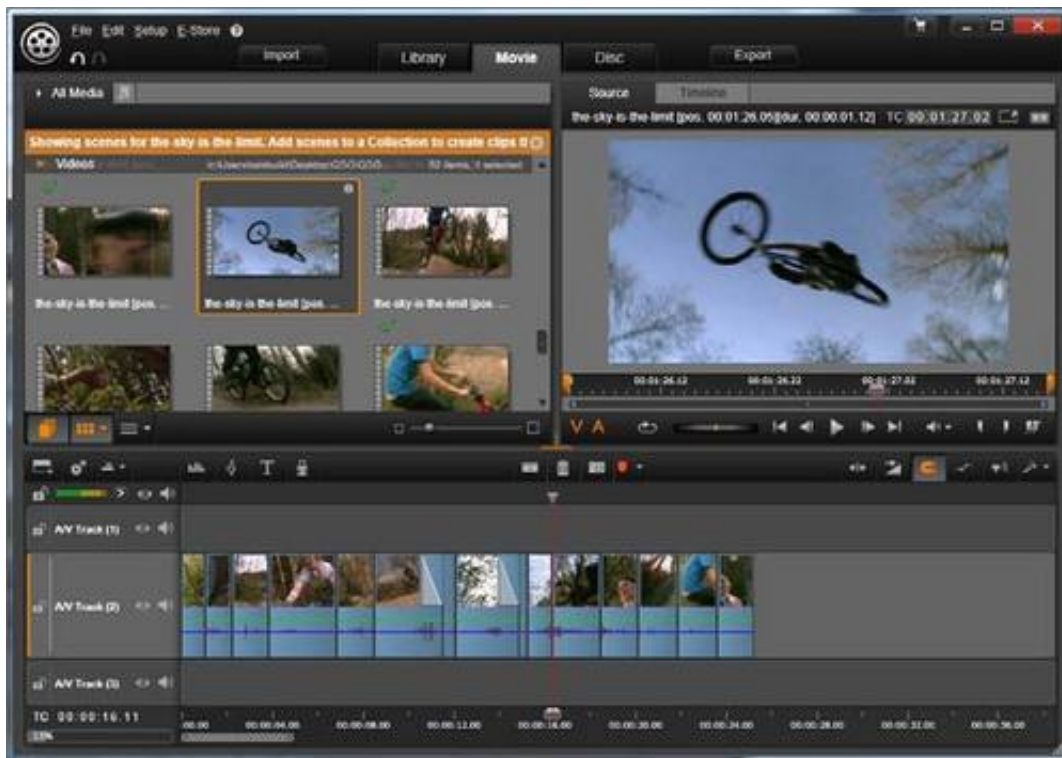 File Edit Setup E-Store
Import Library Movie Disc Export
All Media
Source Timeline
the-sky-is-the-limit [pos. 00:01:26.05][dur. 00:00:01.12] TC 00:01:27.02
Showing scenes for the sky is the limit. Add scenes to a Collection to create clips
Videos
52 items, 1 selected
the-sky-is-the-limit [pos. ...
the-sky-is-the-limit [pos. ...
the-sky-is-the-limit [pos. ...
00:01:26.12 00:01:26.22 00:01:27.02 00:01:27.12
V A
T
A/V Track (1)
A/V Track (2)
A/V Track (3)
TC 00:00:16.11
00:00:04.00 00:00:08.00 00:00:12.00 00:00:16.00 00:00:20.00 00:00:24.00 00:00:28.00 00:00:32.00 00:00:36.00